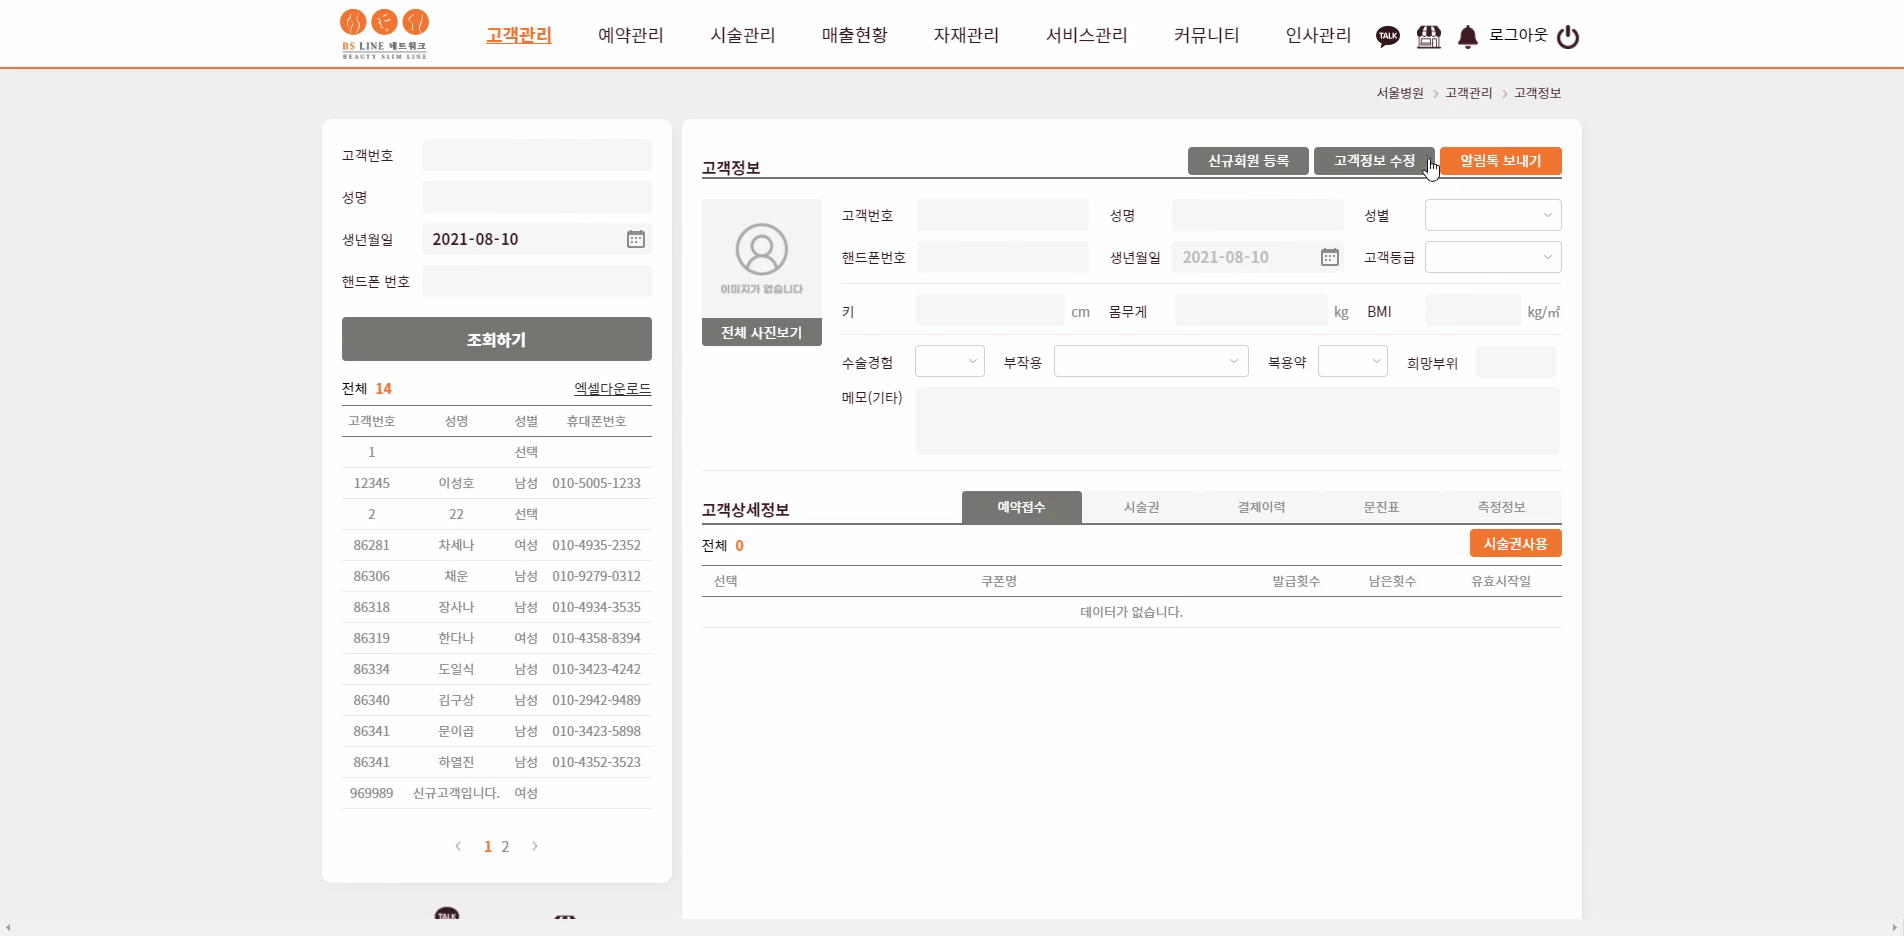 BS LINE 네트워크
BEAUTY SLIM LINE
고객관리 예약관리 시술관리 매출현황 자재관리 서비스관리 커뮤니티 인사관리 TALK 로그아웃
서울병원 > 고객관리 > 고객정보
고객번호
성명
생년월일 2021-08-10
핸드폰 번호
조회하기
전체 14 엑셀다운로드
고객번호 성명 성별 휴대폰번호
1 선택
12345 이성호 남성 010-5005-1233
2 22 선택
86281 차세나 여성 010-4935-2352
86306 채운 남성 010-9279-0312
86318 장사나 남성 010-4934-3535
86319 한다나 여성 010-4358-8394
86334 도일식 남성 010-3423-4242
86340 김구상 남성 010-2942-9489
86341 문이곱 남성 010-3423-5898
86341 하열진 남성 010-4352-3523
969989 신규고객입니다. 여성
< 1 2 >
TALK
고객정보 신규회원 등록 고객정보 수정 알림톡 보내기
이미지가 없습니다
전체 사진보기
고객번호 성명 성별
핸드폰번호 생년월일 2021-08-10 고객등급
키 cm 몸무게 kg BMI kg/㎡
수술경험 부작용 복용약 희망부위
메모(기타)
고객상세정보 예약접수 시술권 결제이력 문진표 측정정보
전체 0 시술권사용
선택 쿠폰명 발급횟수 남은횟수 유효시작일
데이터가 없습니다.